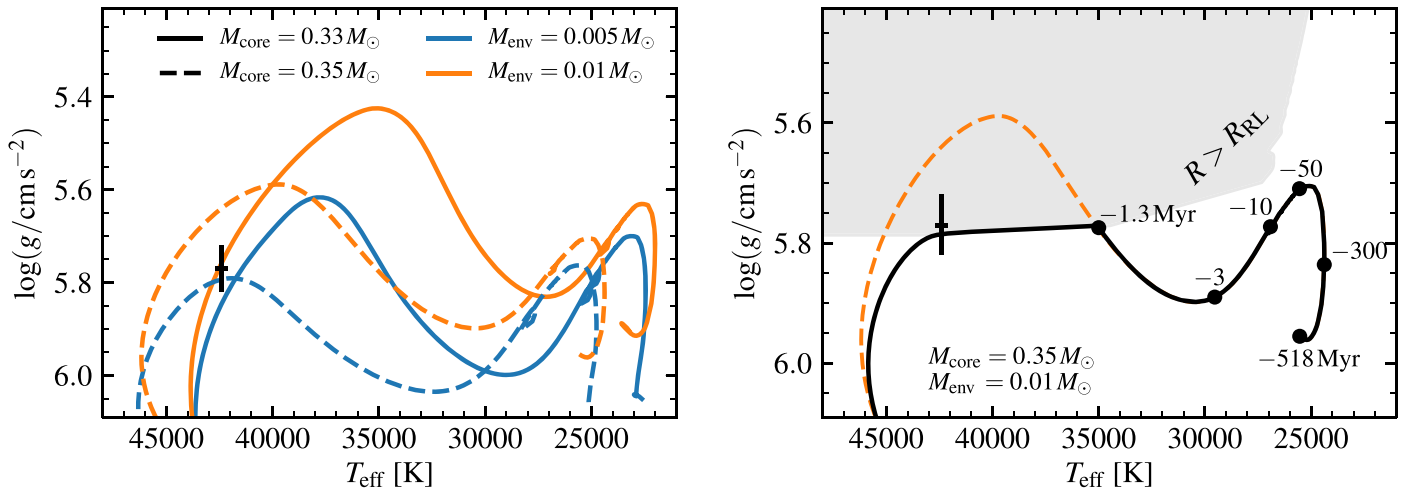 M_core = 0.33 M_⊙
M_env = 0.005 M_⊙
M_core = 0.35 M_⊙
M_env = 0.01 M_⊙
5.4
5.6
5.8
6.0
log(g/cm s⁻²)
45000 40000 35000 30000 25000
T_eff [K]
5.6
5.8
6.0
log(g/cm s⁻²)
R > R_RL
−50
−10
−1.3 Myr
−300
−3
−518 Myr
M_core = 0.35 M_⊙
M_env = 0.01 M_⊙
45000 40000 35000 30000 25000
T_eff [K]